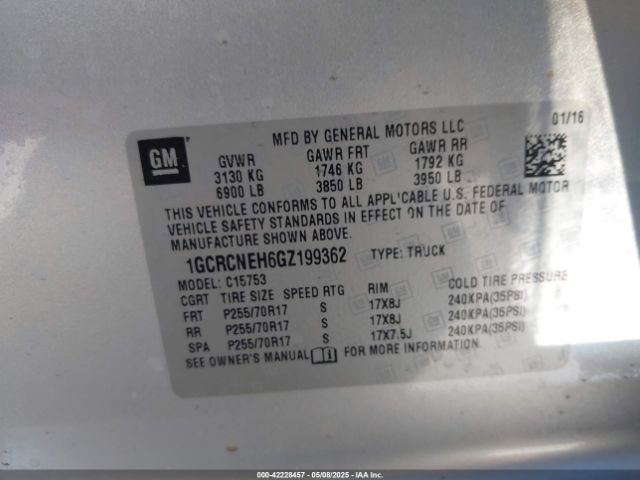 MFD BY GENERAL MOTORS LLC 01/16
GM GVWR GAWR FRT GAWR RR
3130 KG 1746 KG 1792 KG
6900 LB 3850 LB 3950 LB
THIS VEHICLE CONFORMS TO ALL APPL'CABLE U.S. FEDERAL MOTOR
VEHICLE SAFETY STANDARDS IN EFFECT ON THE DATE OF
MANUFACTURE SHOWN ABOVE.
1GCRCNEH6GZ199362 TYPE: TRUCK
MODEL: C15753
CGRT TIRE SIZE SPEED RTG RIM COLD TIRE PRESSURE
FRT P255/70R17 S 17X8J 240KPA(35PSI)
RR P255/70R17 S 17X8J 240KPA(35PSI)
SPA P255/70R17 S 17X7.5J 240KPA(35PSI)
SEE OWNER'S MANUAL FOR MORE INFORMATION.
000-42228457 - 05/08/2025 - IAAI.com